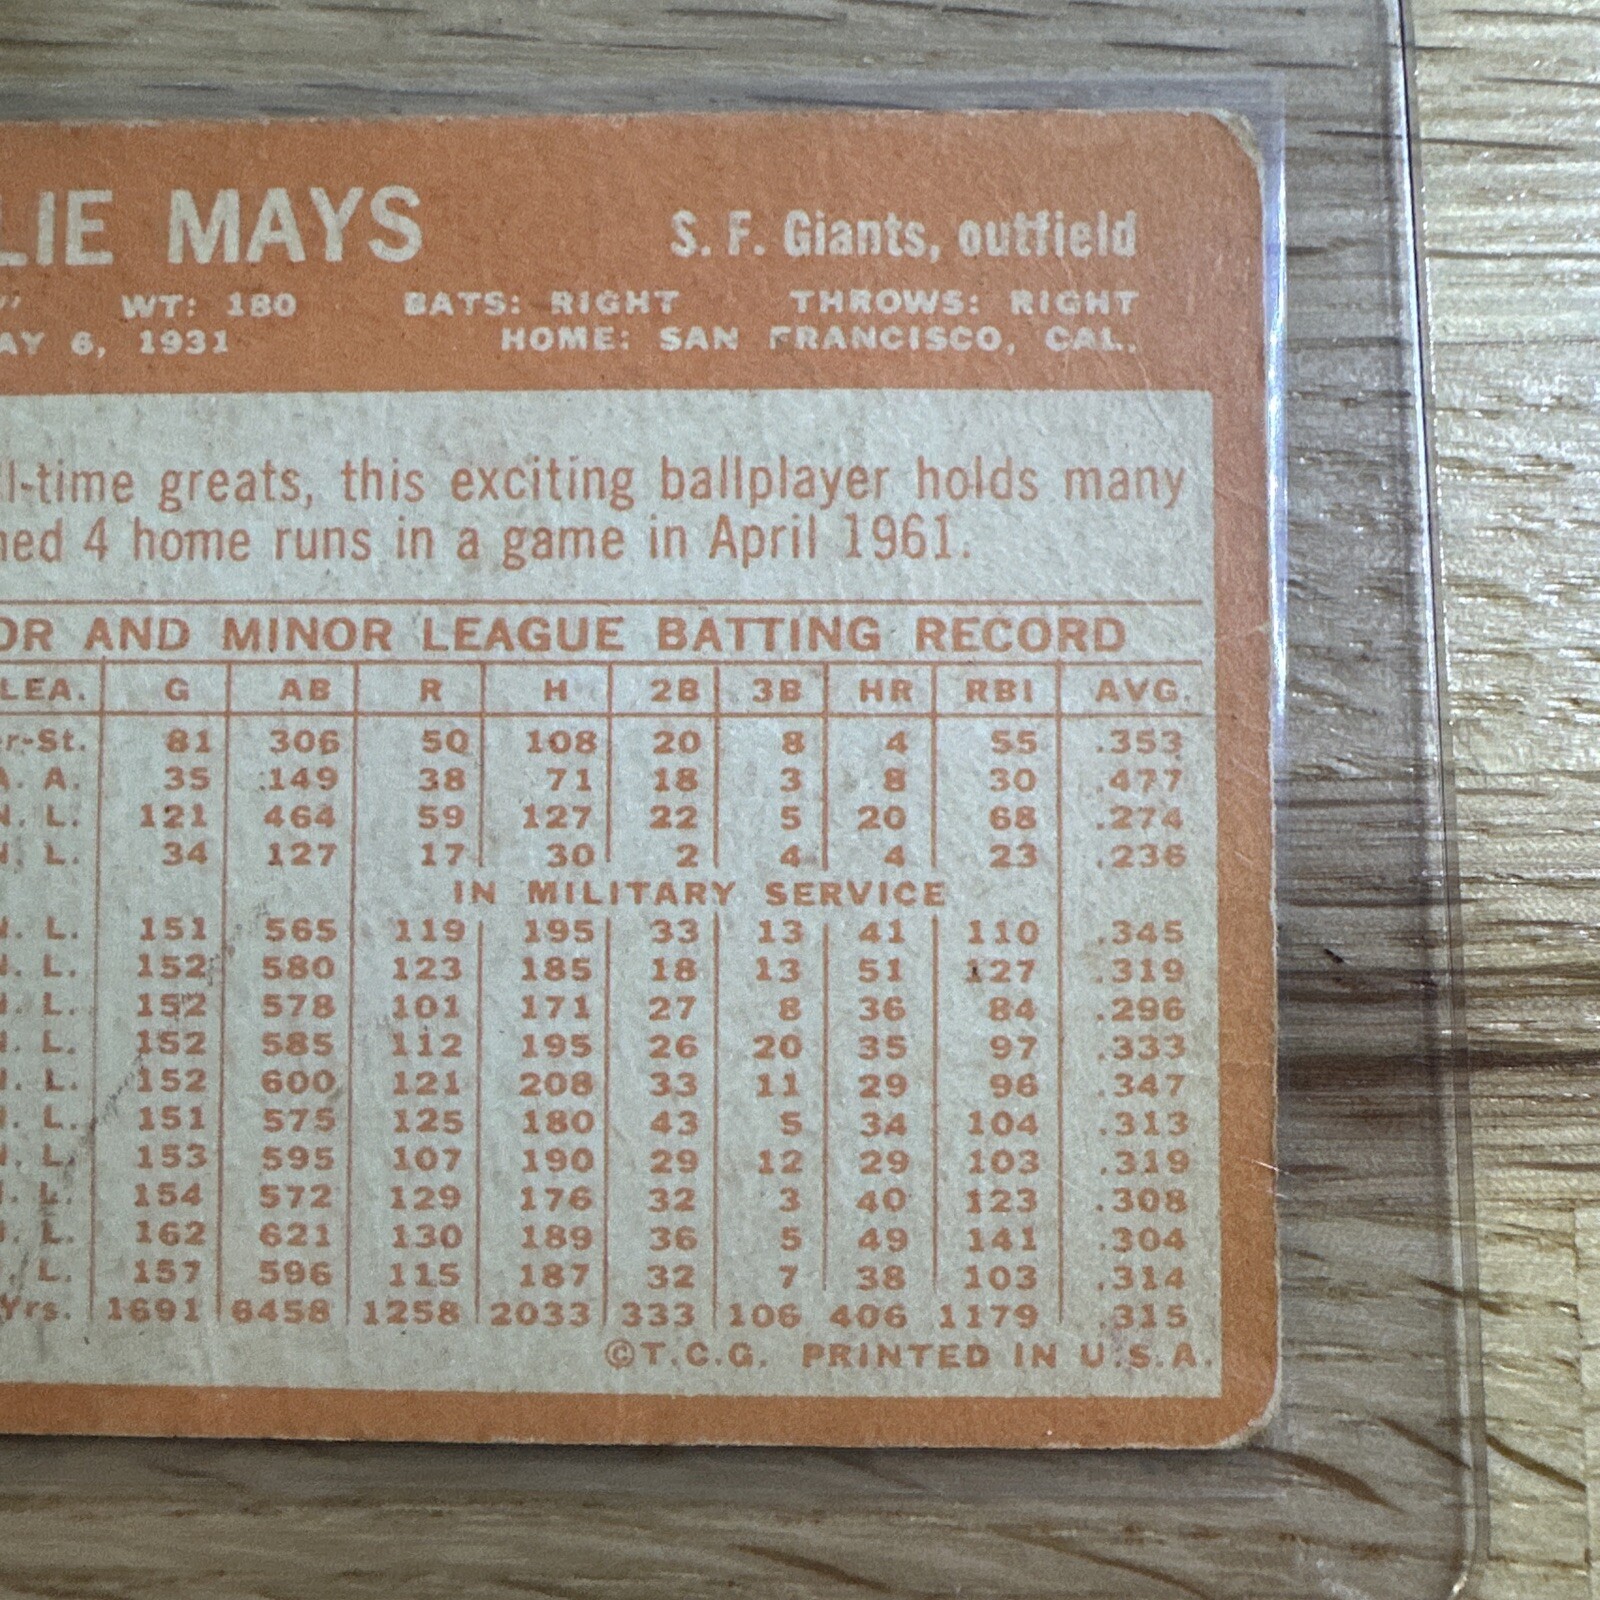 LIE MAYS S. F. Giants, outfield
" WT: 180 BATS: RIGHT THROWS: RIGHT
AY 6, 1931 HOME: SAN FRANCISCO, CAL.
ll-time greats, this exciting ballplayer holds many
ned 4 home runs in a game in April 1961.
OR AND MINOR LEAGUE BATTING RECORD
LEA. G AB R H 2B 3B HR RBI AVG.
er-St. 81 306 50 108 20 8 4 55 .353
A. A. 35 149 38 71 18 3 8 30 .477
N. L. 121 464 59 127 22 5 20 68 .274
N. L. 34 127 17 30 2 4 4 23 .236
IN MILITARY SERVICE
N. L. 151 565 119 195 33 13 41 110 .345
N. L. 152 580 123 185 18 13 51 127 .319
N. L. 152 578 101 171 27 8 36 84 .296
N. L. 152 585 112 195 26 20 35 97 .333
N. L. 152 600 121 208 33 11 29 96 .347
N. L. 151 575 125 180 43 5 34 104 .313
N. L. 153 595 107 190 29 12 29 103 .319
N. L. 154 572 129 176 32 3 40 123 .308
N. L. 162 621 130 189 36 5 49 141 .304
N. L. 157 596 115 187 32 7 38 103 .314
Yrs. 1691 6458 1258 2033 333 106 406 1179 .315
©T.C.G. PRINTED IN U.S.A.